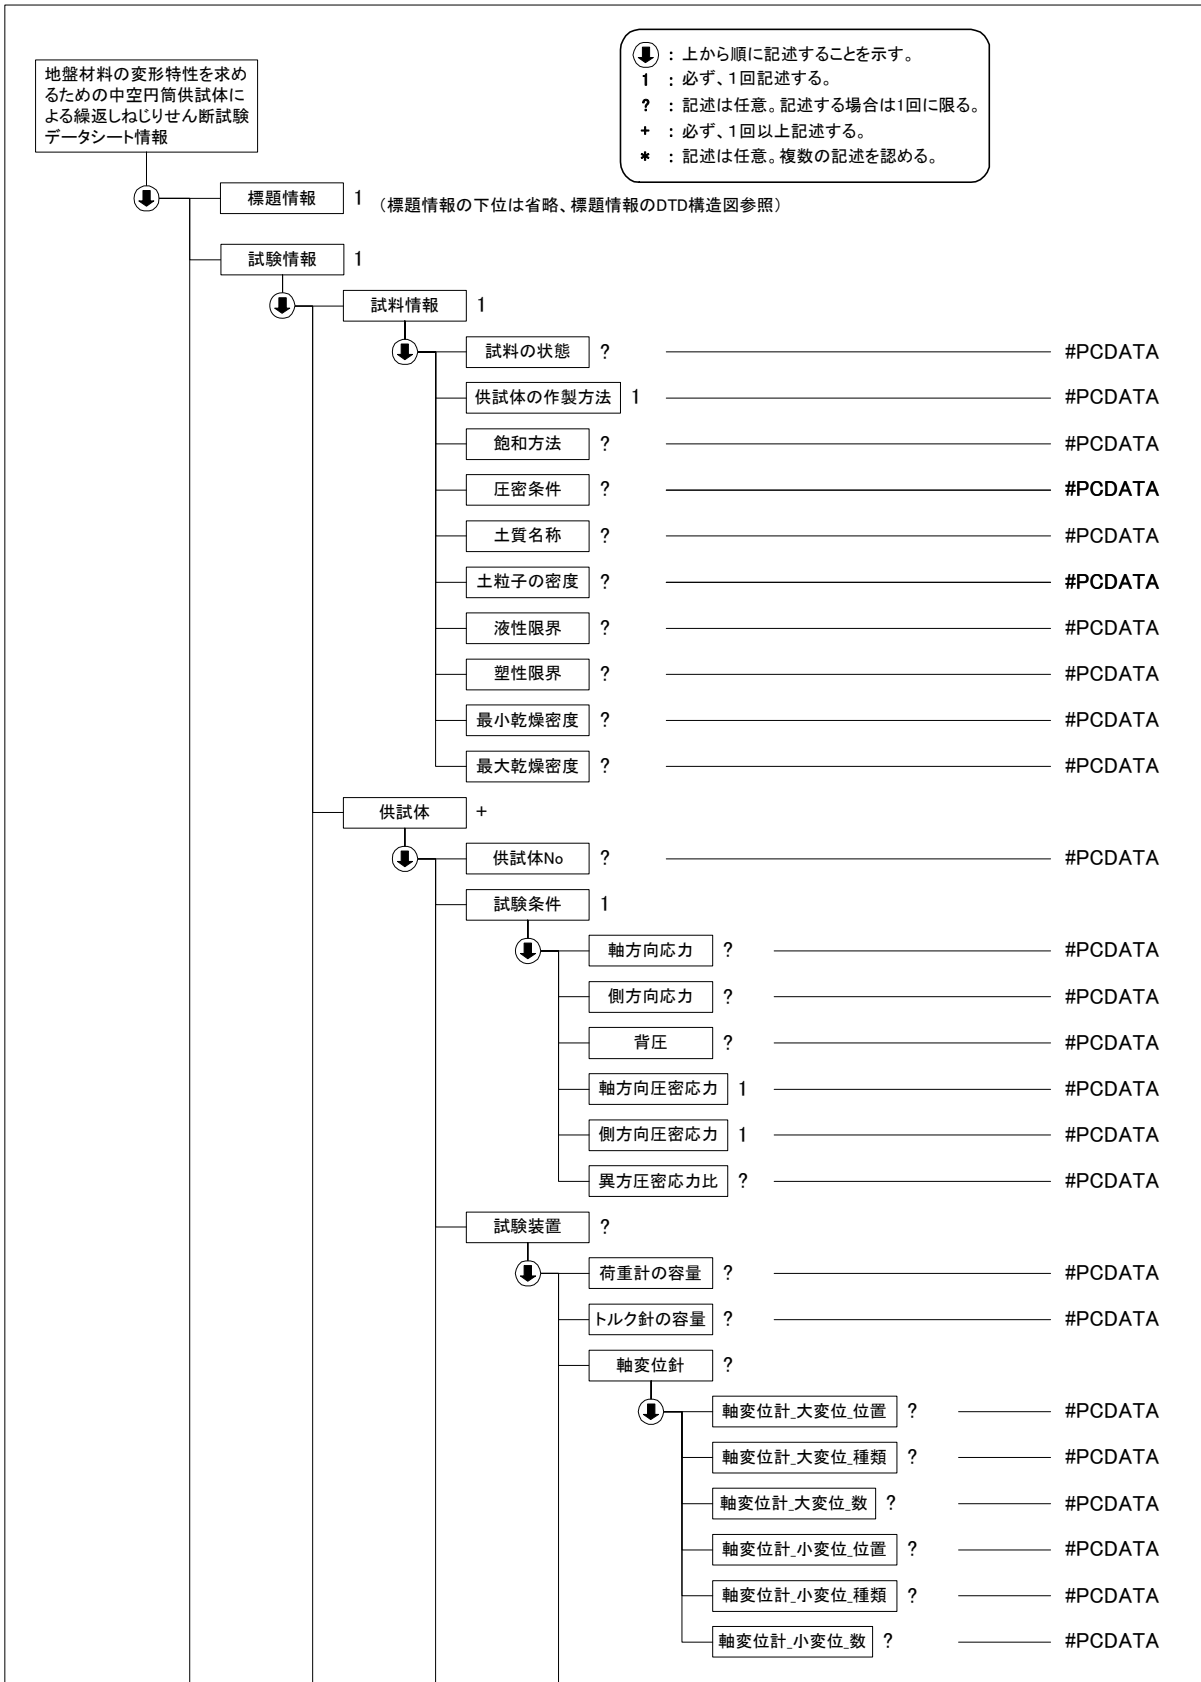 地盤材料の変形特性を求め
るための中空円筒供試体に
よる繰返しねじりせん断試験
データシート情報
：上から順に記述することを示す。
1：必ず、1回記述する。
?：記述は任意。記述する場合は1回に限る。
+：必ず、1回以上記述する。
*：記述は任意。複数の記述を認める。
標題情報 1 （標題情報の下位は省略、標題情報のDTD構造図参照）
試験情報 1
試料情報 1
試料の状態 ? #PCDATA
供試体の作製方法 1 #PCDATA
飽和方法 ? #PCDATA
圧密条件 ? #PCDATA
土質名称 ? #PCDATA
土粒子の密度 ? #PCDATA
液性限界 ? #PCDATA
塑性限界 ? #PCDATA
最小乾燥密度 ? #PCDATA
最大乾燥密度 ? #PCDATA
供試体 +
供試体No ? #PCDATA
試験条件 1
軸方向応力 ? #PCDATA
側方向応力 ? #PCDATA
背圧 ? #PCDATA
軸方向圧密応力 1 #PCDATA
側方向圧密応力 1 #PCDATA
異方圧密応力比 ? #PCDATA
試験装置 ?
荷重計の容量 ? #PCDATA
トルク針の容量 ? #PCDATA
軸変位針 ?
軸変位計_大変位_位置 ? #PCDATA
軸変位計_大変位_種類 ? #PCDATA
軸変位計_大変位_数 ? #PCDATA
軸変位計_小変位_位置 ? #PCDATA
軸変位計_小変位_種類 ? #PCDATA
軸変位計_小変位_数 ? #PCDATA